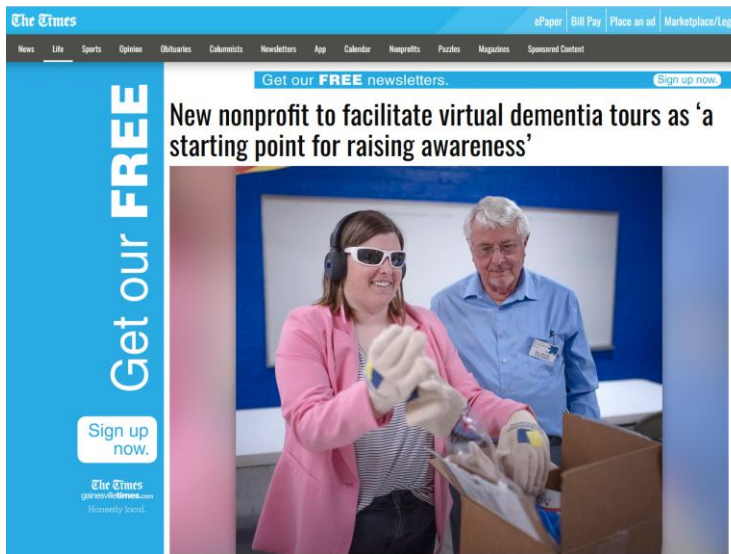 The Times
ePaper Bill Pay Place an ad Marketplace/Leg
News Life Sports Opinion Obituaries Columnists Newsletters App Calendar Nonprofits Puzzles Magazines Sponsored Content
Get our FREE newsletters. Sign up now.
Get our FREE
Sign up
now.
The Times
gainesvilletimes.com
Honestly local.
New nonprofit to facilitate virtual dementia tours as ‘a
starting point for raising awareness’